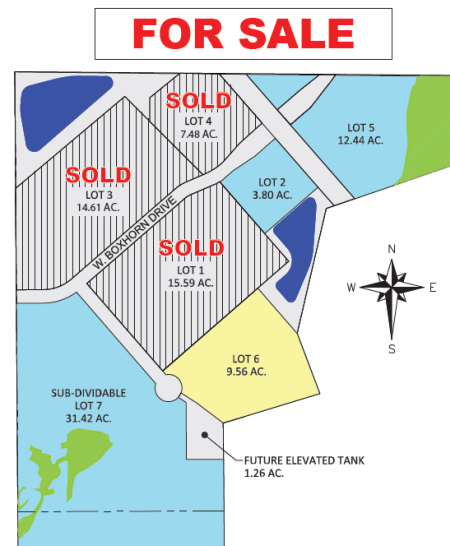 FOR SALE
SOLD
LOT 4
7.48 AC.
LOT 5
12.44 AC.
SOLD
LOT 3
14.61 AC.
LOT 2
3.80 AC.
W. BOXHORN DRIVE
SOLD
LOT 1
15.59 AC.
N
W E
S
LOT 6
9.56 AC.
SUB-DIVIDABLE
LOT 7
31.42 AC.
FUTURE ELEVATED TANK
1.26 AC.